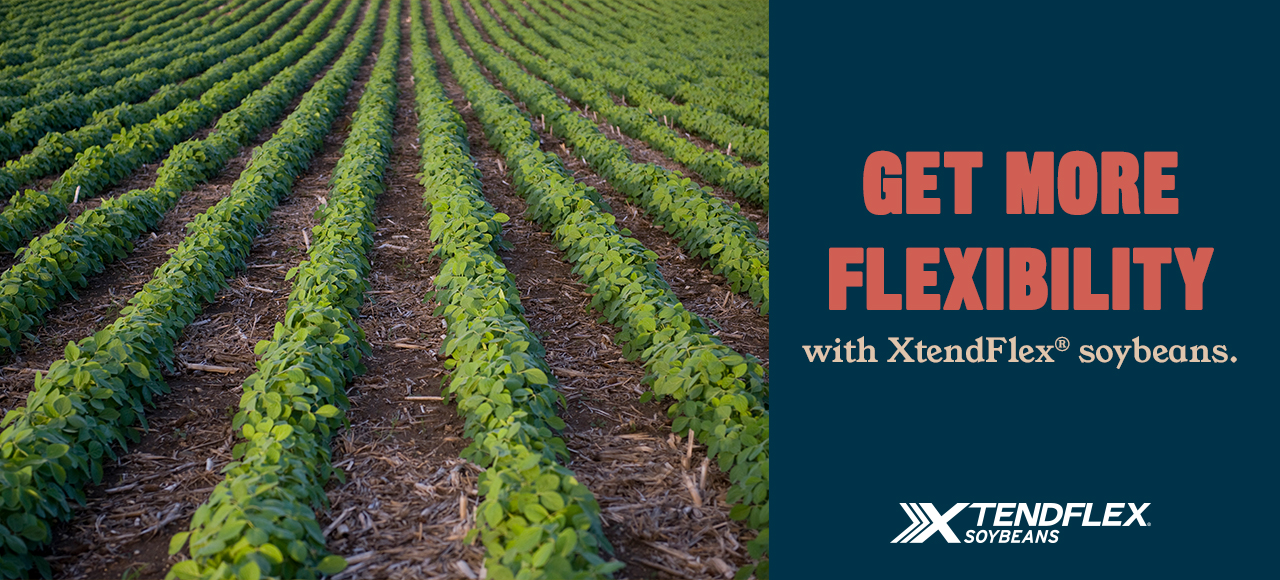 GET MORE
FLEXIBILITY
with XtendFlex® soybeans.
XTENDFLEX®
SOYBEANS